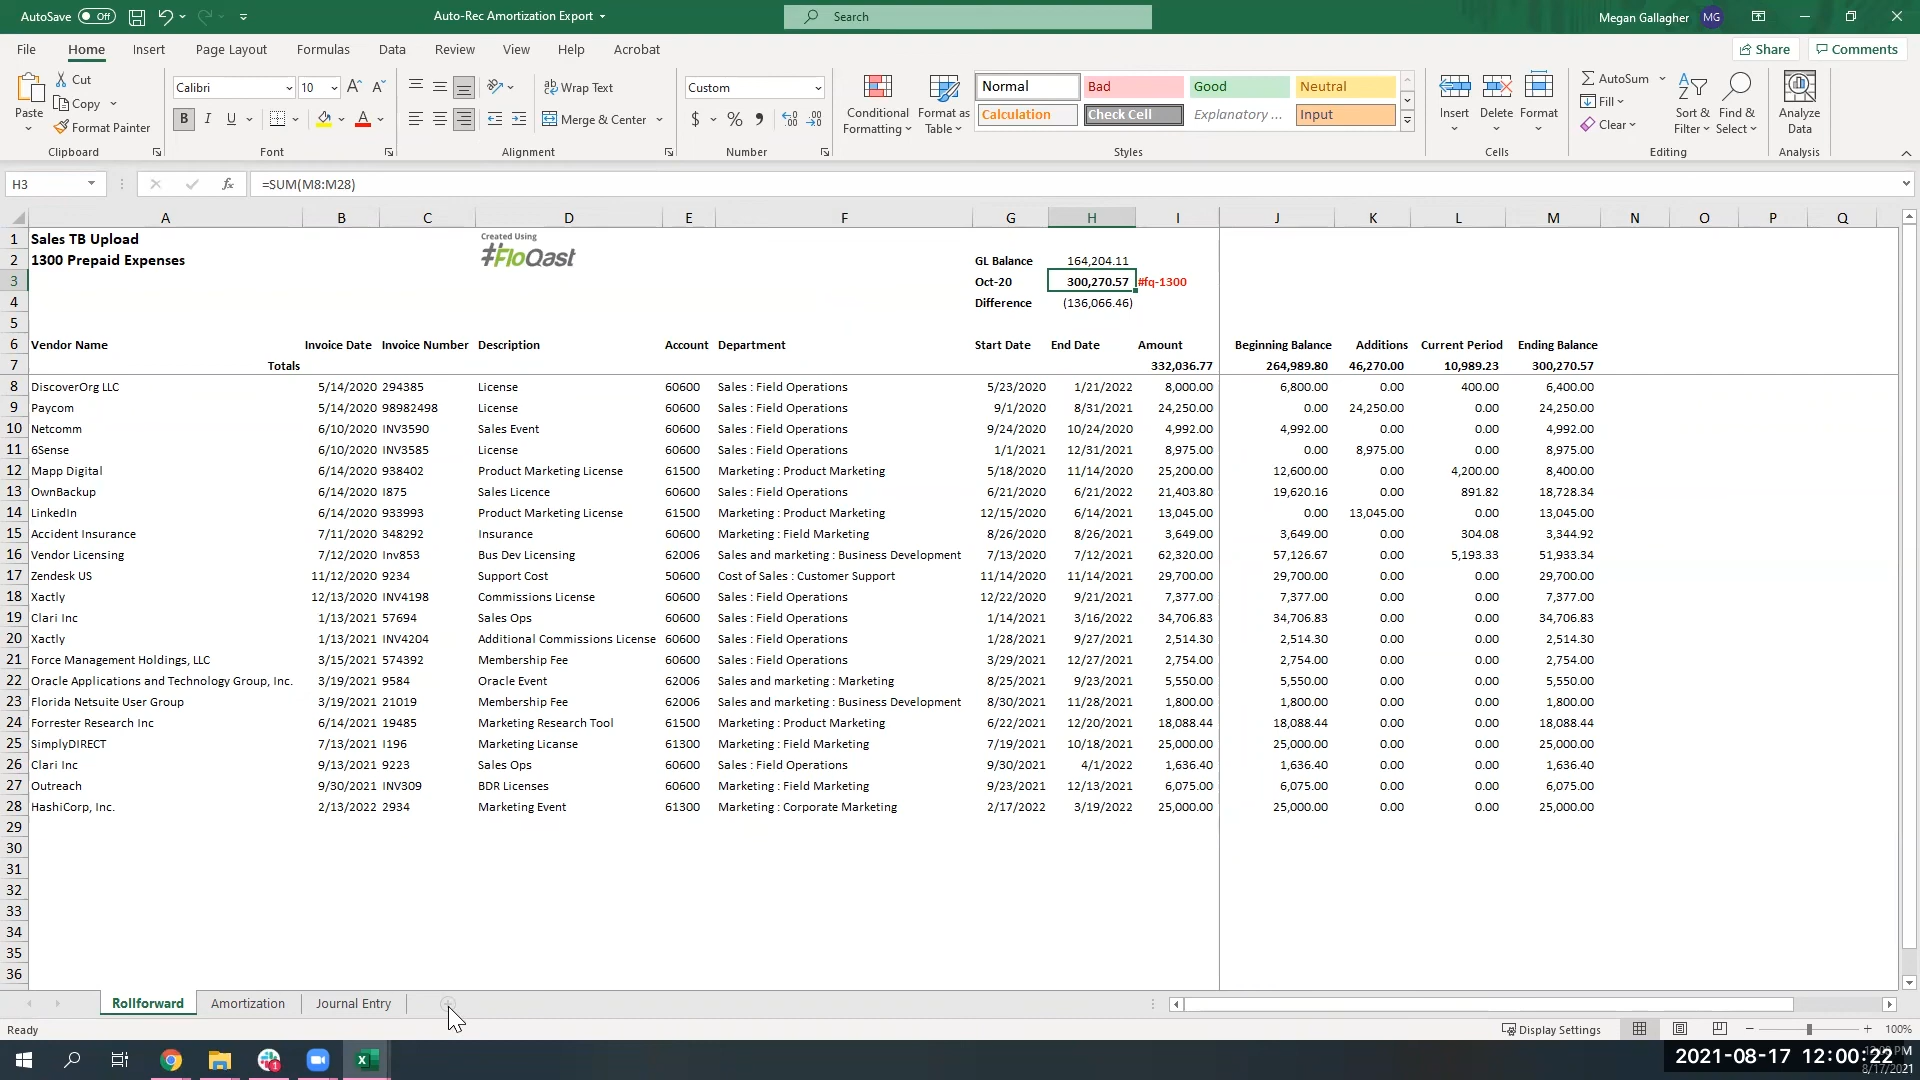 AutoSave Off Auto-Rec Amortization Export Search Megan Gallagher MG
File Home Insert Page Layout Formulas Data Review View Help Acrobat Share Comments
Paste Cut Copy Format Painter Clipboard
Calibri 10 A A B I U A Font
Wrap Text Merge & Center Alignment
Custom $ % Number
Conditional Formatting Format as Table Normal Bad Good Neutral Calculation Check Cell Explanatory ... Input Styles
Insert Delete Format Cells
AutoSum Fill Clear Sort & Filter Find & Select Editing
Analyze Data Analysis
H3 fx =SUM(M8:M28)
A B C D E F G H I J K L M N O P Q
1 Sales TB Upload Created Using
2 1300 Prepaid Expenses #FloQast GL Balance 164,204.11
3 Oct-20 300,270.57 #fq-1300
4 Difference (136,066.46)
5
6 Vendor Name Invoice Date Invoice Number Description Account Department Start Date End Date Amount Beginning Balance Additions Current Period Ending Balance
7 Totals 332,036.77 264,989.80 46,270.00 10,989.23 300,270.57
8 DiscoverOrg LLC 5/14/2020 294385 License 60600 Sales : Field Operations 5/23/2020 1/21/2022 8,000.00 6,800.00 0.00 400.00 6,400.00
9 Paycom 5/14/2020 98982498 License 60600 Sales : Field Operations 9/1/2020 8/31/2021 24,250.00 0.00 24,250.00 0.00 24,250.00
10 Netcomm 6/10/2020 INV3590 Sales Event 60600 Sales : Field Operations 9/24/2020 10/24/2020 4,992.00 4,992.00 0.00 0.00 4,992.00
11 6Sense 6/10/2020 INV3585 License 60600 Sales : Field Operations 1/1/2021 12/31/2021 8,975.00 0.00 8,975.00 0.00 8,975.00
12 Mapp Digital 6/14/2020 938402 Product Marketing License 61500 Marketing : Product Marketing 5/18/2020 11/14/2020 25,200.00 12,600.00 0.00 4,200.00 8,400.00
13 OwnBackup 6/14/2020 I875 Sales Licence 60600 Sales : Field Operations 6/21/2020 6/21/2022 21,403.80 19,620.16 0.00 891.82 18,728.34
14 LinkedIn 6/14/2020 933993 Product Marketing License 61500 Marketing : Product Marketing 12/15/2020 6/14/2021 13,045.00 0.00 13,045.00 0.00 13,045.00
15 Accident Insurance 7/11/2020 348292 Insurance 60600 Marketing : Field Marketing 8/26/2020 8/26/2021 3,649.00 3,649.00 0.00 304.08 3,344.92
16 Vendor Licensing 7/12/2020 Inv853 Bus Dev Licensing 62006 Sales and marketing : Business Development 7/13/2020 7/12/2021 62,320.00 57,126.67 0.00 5,193.33 51,933.34
17 Zendesk US 11/12/2020 9234 Support Cost 50600 Cost of Sales : Customer Support 11/14/2020 11/14/2021 29,700.00 29,700.00 0.00 0.00 29,700.00
18 Xactly 12/13/2020 INV4198 Commissions License 60600 Sales : Field Operations 12/22/2020 9/21/2021 7,377.00 7,377.00 0.00 0.00 7,377.00
19 Clari Inc 1/13/2021 57694 Sales Ops 60600 Sales : Field Operations 1/14/2021 3/16/2022 34,706.83 34,706.83 0.00 0.00 34,706.83
20 Xactly 1/13/2021 INV4204 Additional Commissions License 60600 Sales : Field Operations 1/28/2021 9/27/2021 2,514.30 2,514.30 0.00 0.00 2,514.30
21 Force Management Holdings, LLC 3/15/2021 574392 Membership Fee 60600 Sales : Field Operations 3/29/2021 12/27/2021 2,754.00 2,754.00 0.00 0.00 2,754.00
22 Oracle Applications and Technology Group, Inc. 3/19/2021 9584 Oracle Event 62006 Sales and marketing : Marketing 8/25/2021 9/23/2021 5,550.00 5,550.00 0.00 0.00 5,550.00
23 Florida Netsuite User Group 3/19/2021 21019 Membership Fee 62006 Sales and marketing : Business Development 8/30/2021 11/28/2021 1,800.00 1,800.00 0.00 0.00 1,800.00
24 Forrester Research Inc 6/14/2021 19485 Marketing Research Tool 61500 Marketing : Product Marketing 6/22/2021 12/20/2021 18,088.44 18,088.44 0.00 0.00 18,088.44
25 SimplyDIRECT 7/13/2021 I196 Marketing Licanse 61300 Marketing : Field Marketing 7/19/2021 10/18/2021 25,000.00 25,000.00 0.00 0.00 25,000.00
26 Clari Inc 9/13/2021 9223 Sales Ops 60600 Sales : Field Operations 9/30/2021 4/1/2022 1,636.40 1,636.40 0.00 0.00 1,636.40
27 Outreach 9/30/2021 INV309 BDR Licenses 60600 Marketing : Field Marketing 9/23/2021 12/13/2021 6,075.00 6,075.00 0.00 0.00 6,075.00
28 HashiCorp, Inc. 2/13/2022 2934 Marketing Event 61300 Marketing : Corporate Marketing 2/17/2022 3/19/2022 25,000.00 25,000.00 0.00 0.00 25,000.00
29
30
31
32
33
34
35
36
Rollforward Amortization Journal Entry
Ready Display Settings 100%
2021-08-17 12:00:22
8/17/2021